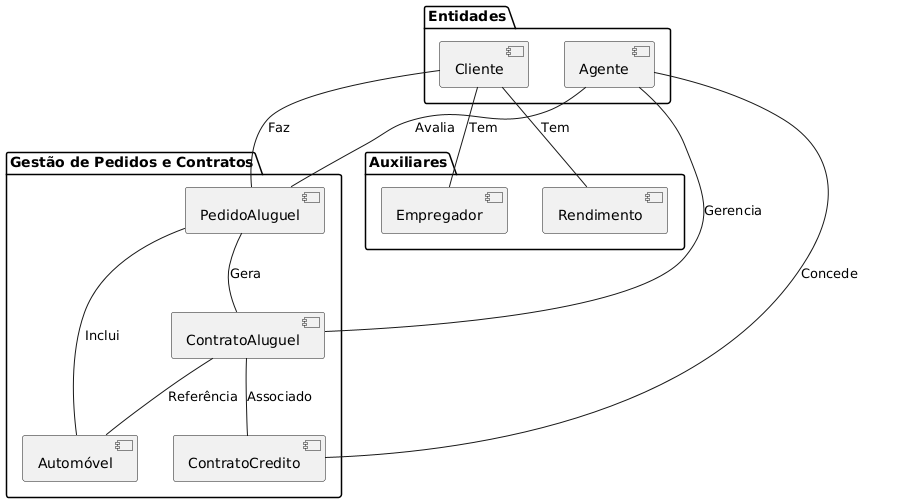 Entidades
Cliente
Agente
Faz
Avalia
Tem
Tem
Gestão de Pedidos e Contratos
Auxiliares
PedidoAluguel
Empregador
Rendimento
Gerencia
Gera
Concede
Inclui
ContratoAluguel
Referência
Associado
Automóvel
ContratoCredito